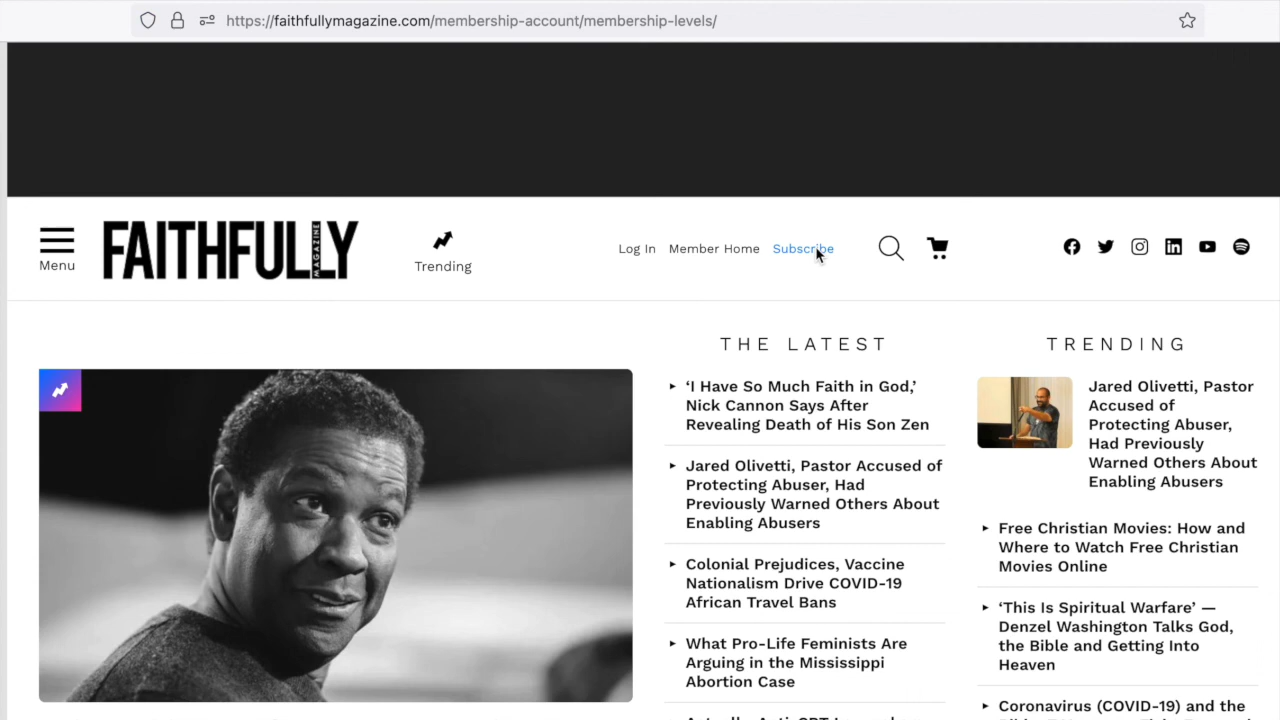 https://faithfullymagazine.com/membership-account/membership-levels/
Menu
FAITHFULLY
MAGAZINE
Trending
Log In
Member Home
Subscribe
THE LATEST
‘I Have So Much Faith in God,’
Nick Cannon Says After
Revealing Death of His Son Zen
Jared Olivetti, Pastor Accused of
Protecting Abuser, Had
Previously Warned Others About
Enabling Abusers
Colonial Prejudices, Vaccine
Nationalism Drive COVID-19
African Travel Bans
What Pro-Life Feminists Are
Arguing in the Mississippi
Abortion Case
TRENDING
Jared Olivetti, Pastor
Accused of
Protecting Abuser,
Had Previously
Warned Others About
Enabling Abusers
Free Christian Movies: How and
Where to Watch Free Christian
Movies Online
‘This Is Spiritual Warfare’ —
Denzel Washington Talks God,
the Bible and Getting Into
Heaven
Coronavirus (COVID-19) and the